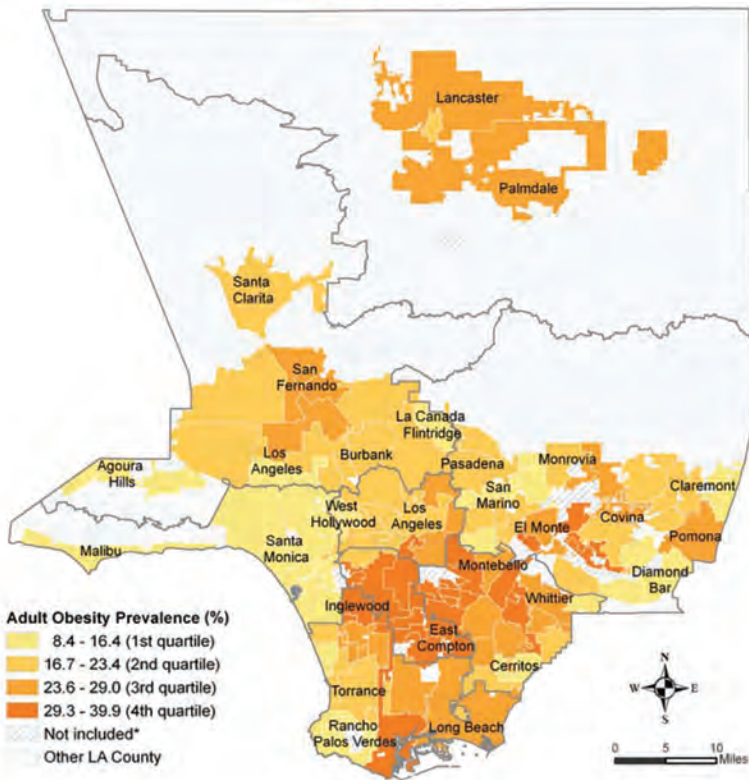 Lancaster
Palmdale
Santa
Clarita
San
Fernando
La Canada
Flintridge
Los
Angeles
Burbank
Agoura
Hills
Pasadena
Monrovia
San
Marino
Claremont
West
Hollywood
Los
Angeles
El Monte
Covina
Pomona
Malibu
Santa
Monica
Montebello
Diamond
Bar
Inglewood
Whittier
East
Compton
Cerritos
Torrance
Rancho
Palos Verdes
Long Beach
Adult Obesity Prevalence (%)
8.4 - 16.4 (1st quartile)
16.7 - 23.4 (2nd quartile)
23.6 - 29.0 (3rd quartile)
29.3 - 39.9 (4th quartile)
Not included*
Other LA County
N
W E
S
0 5 10
Miles